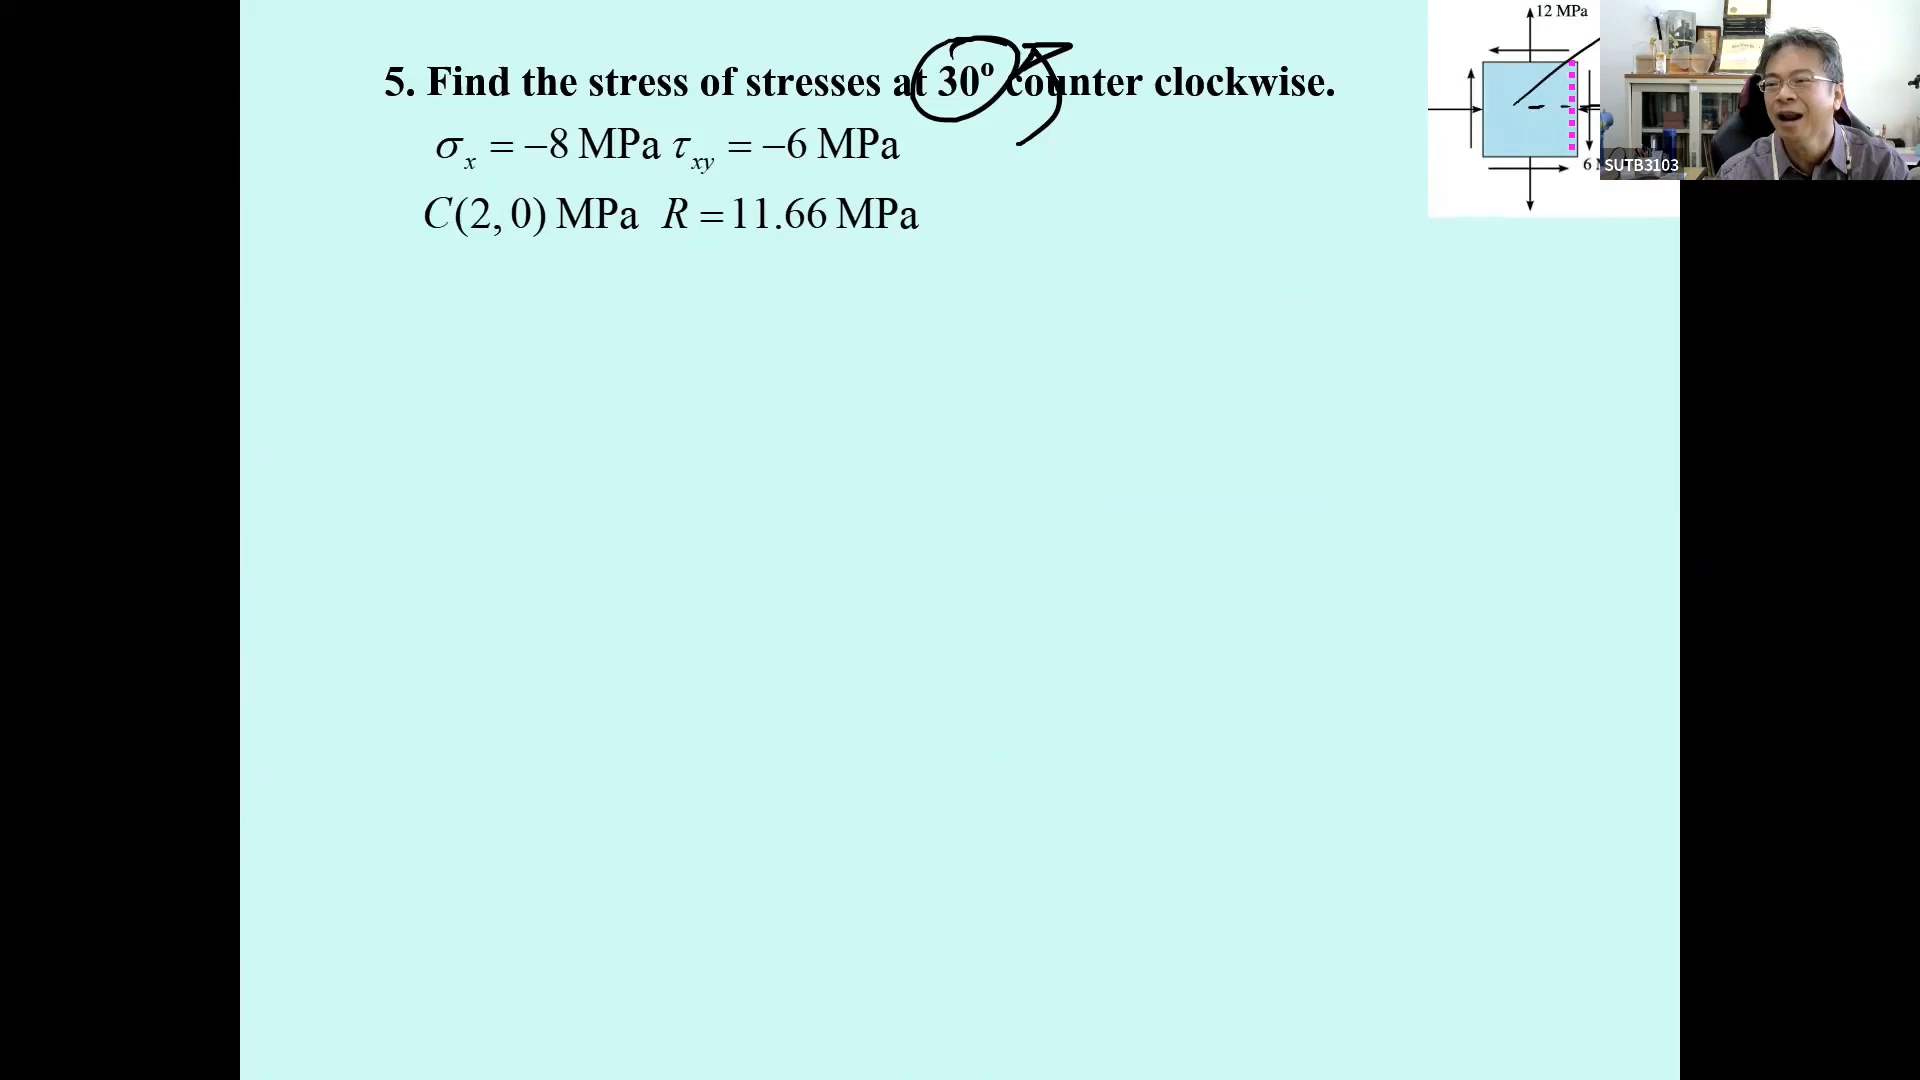 12 MPa
5. Find the stress of stresses at 30º counter clockwise.
σx = −8 MPa τxy = −6 MPa
6
SUTB3103
C(2, 0) MPa R = 11.66 MPa